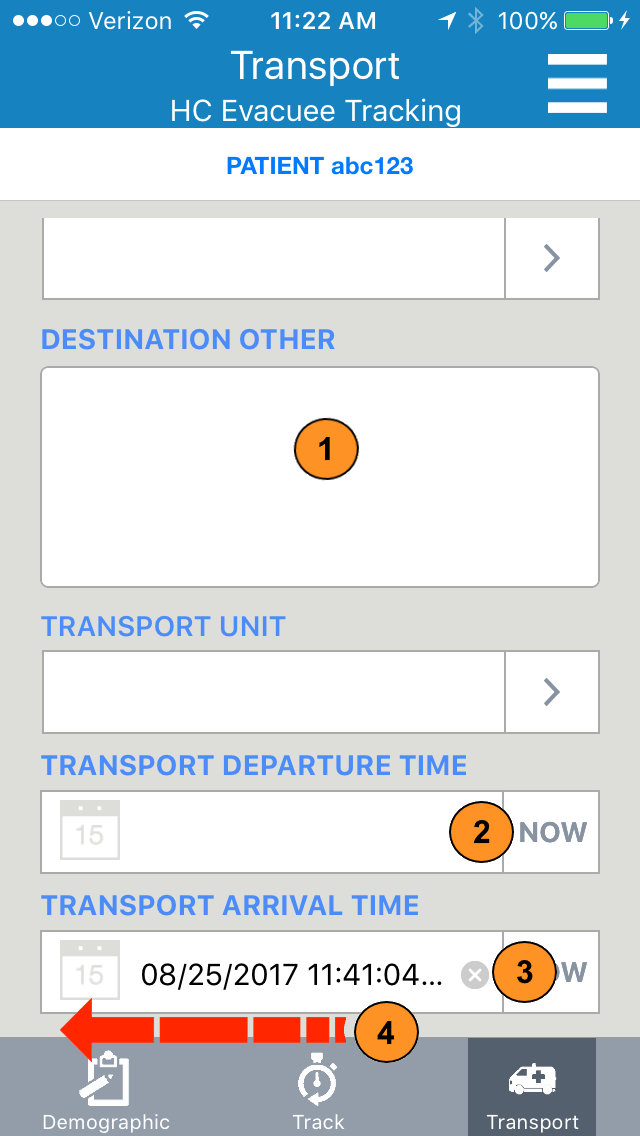 Verizon 11:22 AM 100%
Transport
HC Evacuee Tracking
PATIENT abc123
DESTINATION OTHER
1
TRANSPORT UNIT
TRANSPORT DEPARTURE TIME
15 2 NOW
TRANSPORT ARRIVAL TIME
15 08/25/2017 11:41:04... 3 OW
4
Demographic Track Transport